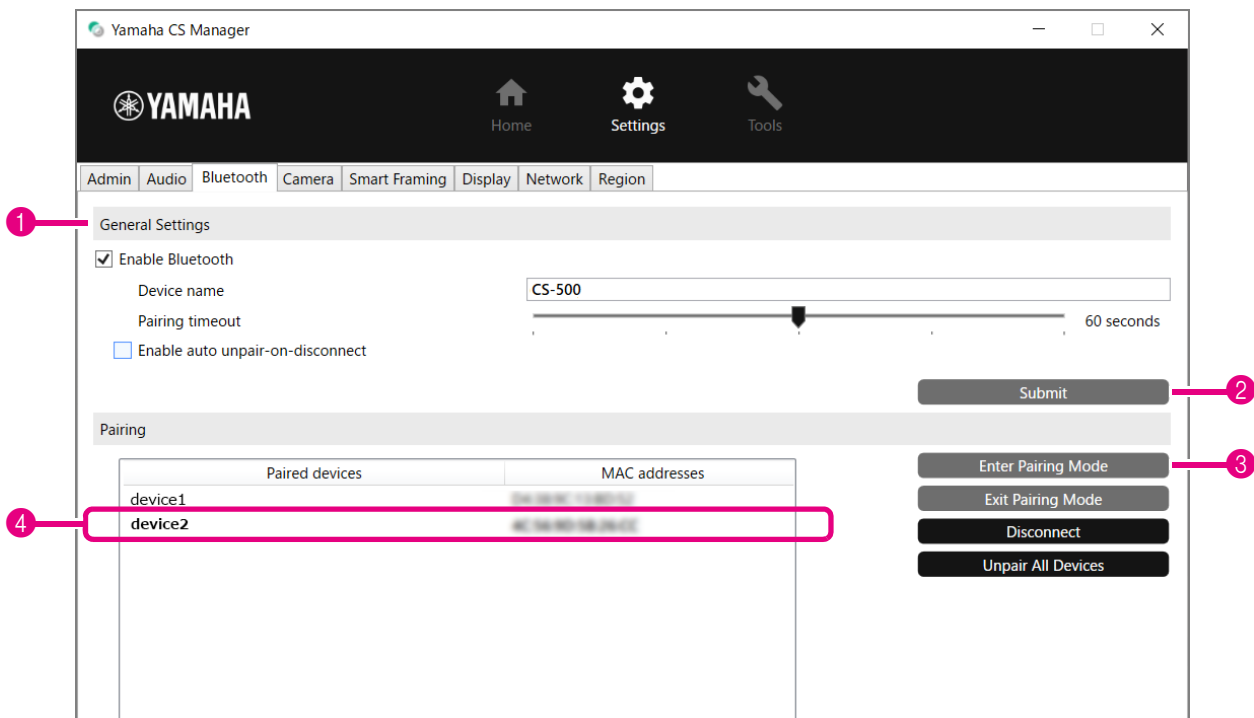 Yamaha CS Manager
YAMAHA
Home Settings Tools
Admin Audio Bluetooth Camera Smart Framing Display Network Region
1 General Settings
Enable Bluetooth
Device name CS-500
Pairing timeout 60 seconds
Enable auto unpair-on-disconnect
Submit 2
Pairing
Paired devices MAC addresses
Enter Pairing Mode 3
device1
Exit Pairing Mode
4 device2
Disconnect
Unpair All Devices